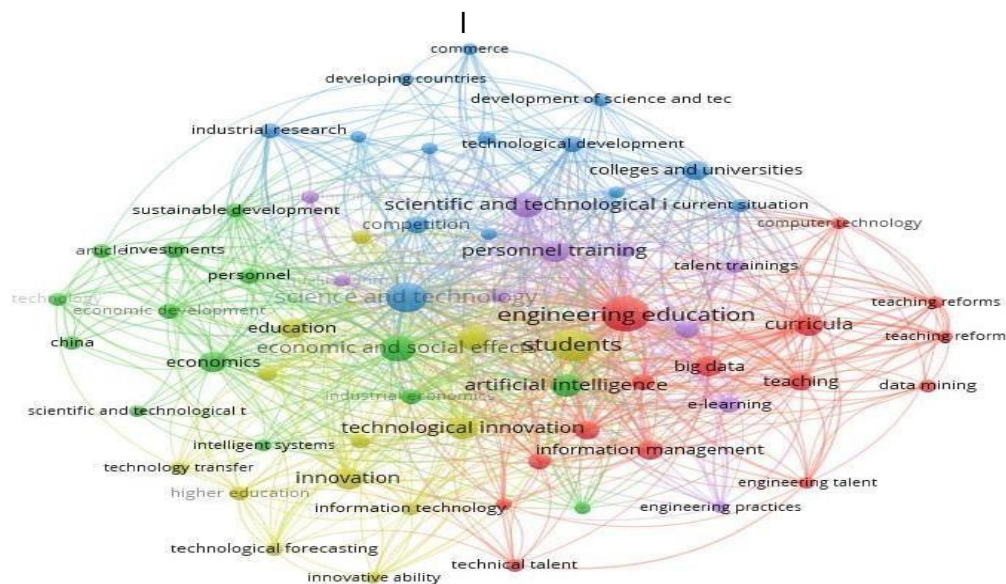 commerce
developing countries
development of science and tec
industrial research
technological development
colleges and universities
scientific and technological i
current situation
sustainable development
competition
computer technology
article
investments
personnel training
talent trainings
personnel
science and technology
technology
economic development
engineering education
teaching reforms
curricula
education
students
teaching reform
china
economic and social effects
economics
big data
artificial intelligence
teaching
data mining
industrial economics
e-learning
scientific and technological t
technological innovation
intelligent systems
information management
technology transfer
innovation
engineering talent
higher education
information technology
engineering practices
technological forecasting
technical talent
innovative ability